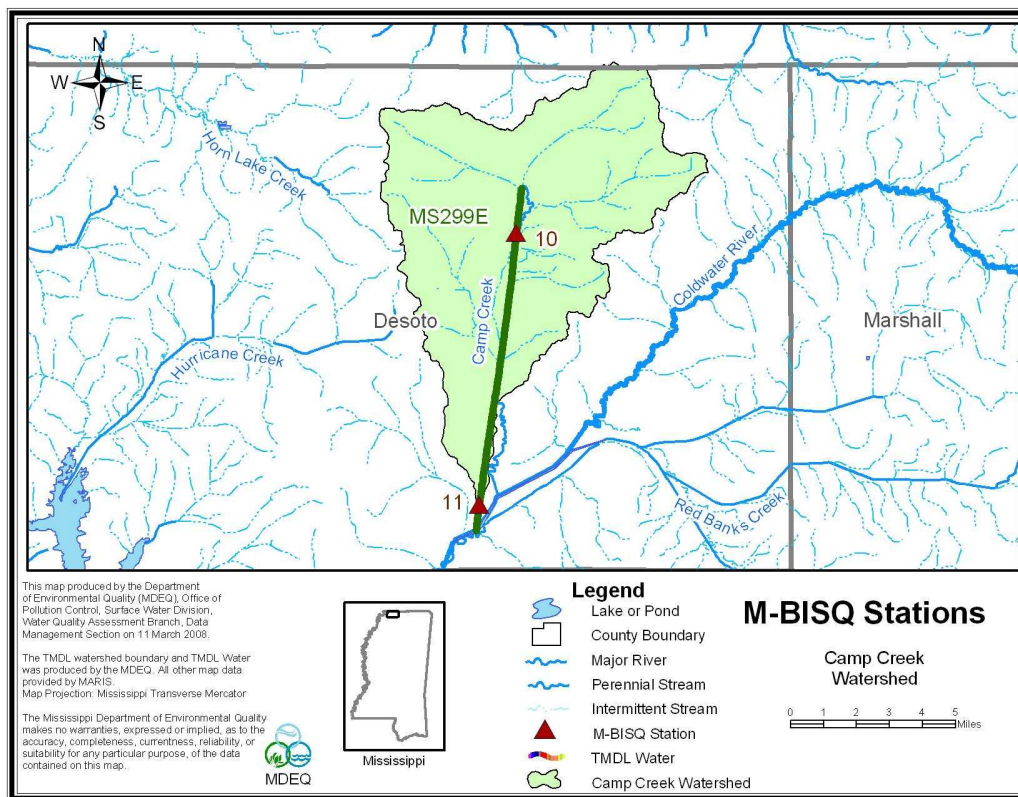 N
W E
S
Horn Lake Creek
MS299E
10
Camp Creek
Coldwater River
Desoto
Marshall
Hurricane Creek
11
Red Banks Creek
This map produced by the Department
of Environmental Quality (MDEQ), Office of
Pollution Control, Surface Water Division,
Water Quality Assessment Branch, Data
Management Section on 11 March 2008.
The TMDL watershed boundary and TMDL Water
was produced by the MDEQ. All other map data
provided by MARIS.
Map Projection: Mississippi Transverse Mercator
The Mississippi Department of Environmental Quality
makes no warranties, expressed or implied, as to the
accuracy, completeness, currentness, reliability, or
suitability for any particular purpose, of the data
contained on this map.
MDEQ
Mississippi
Legend
Lake or Pond
County Boundary
Major River
Perennial Stream
Intermittent Stream
M-BISQ Station
TMDL Water
Camp Creek Watershed
M-BISQ Stations
Camp Creek
Watershed
0 1 2 3 4 5
Miles